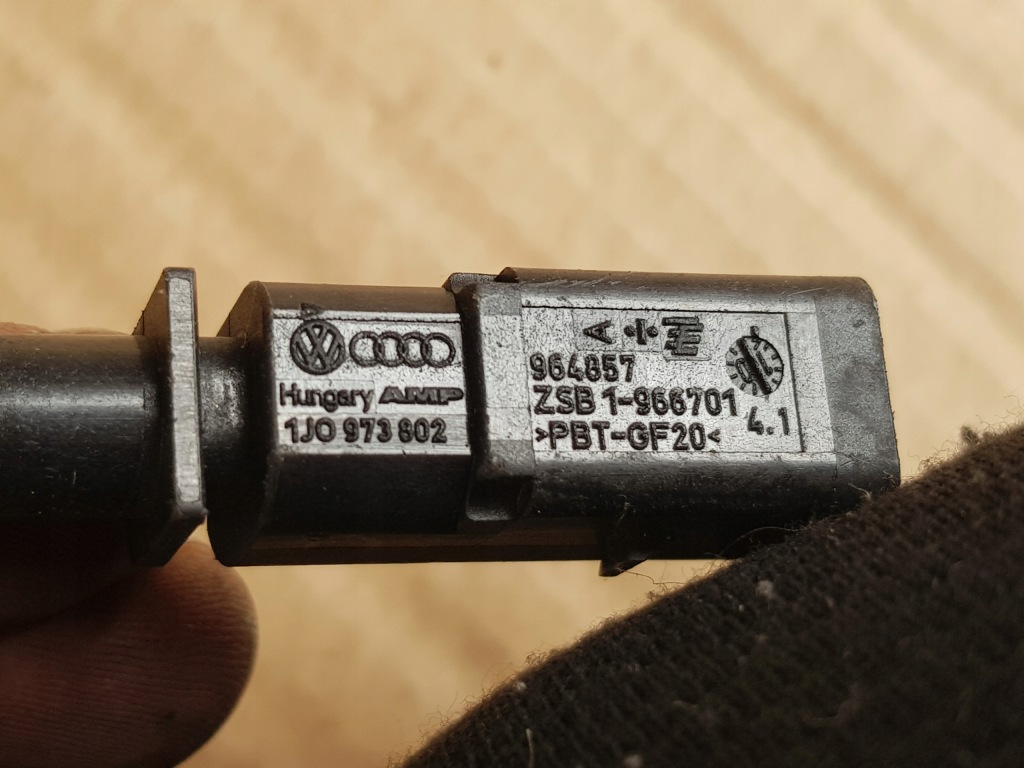 Hungary AMP
1J0 973 802
A
964857
ZSB 1-966701
>PBT-GF20<
4.1